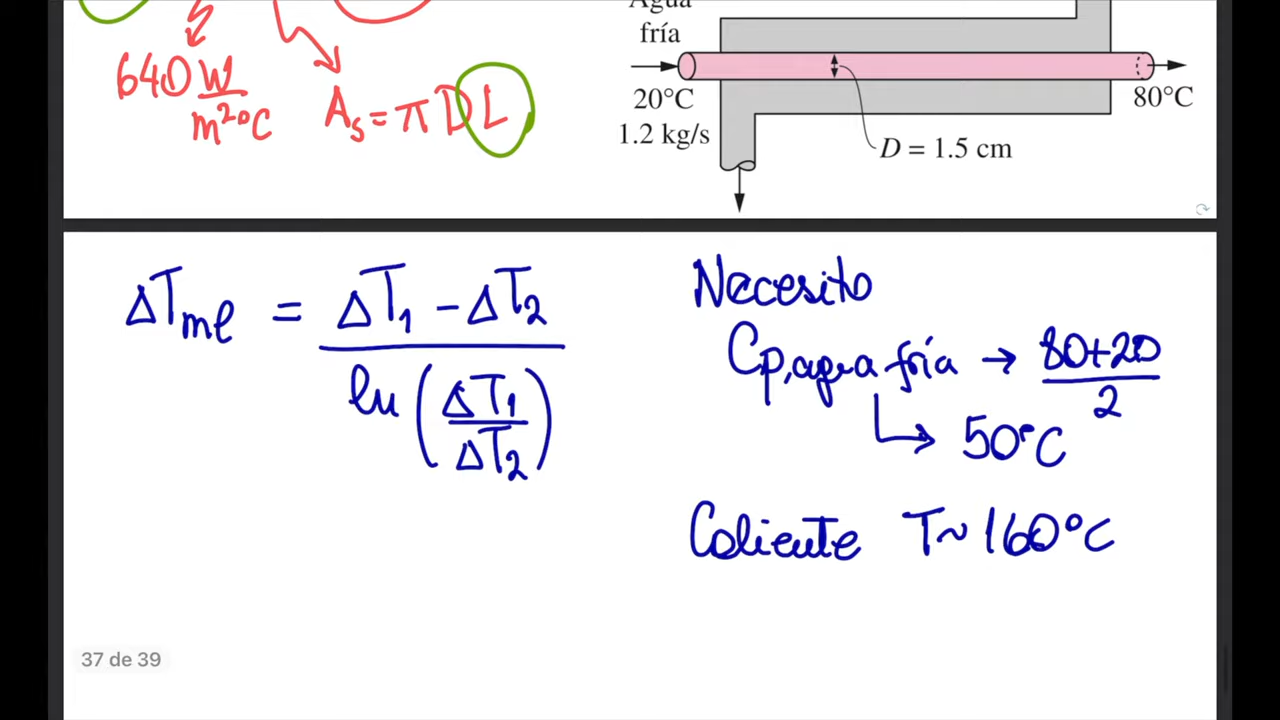 Agua
fría
20°C
1.2 kg/s
80°C
D = 1.5 cm
640 W
m²°C
As = π D L
ΔTml = ΔT1 - ΔT2
ln ( ΔT1
ΔT2 )
Necesito
Cp, agua fría → 80+20
2
↳ 50°C
Caliente T~160°C
37 de 39